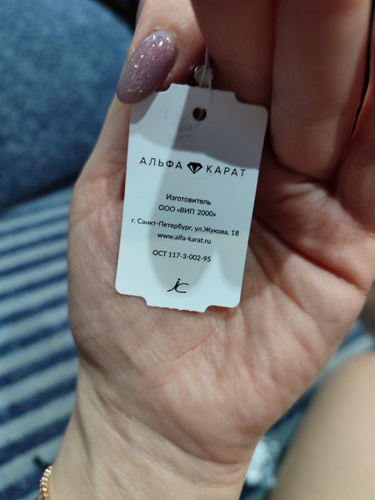 АЛЬФА КАРАТ
Изготовитель
ООО «ВИП 2000»
г. Санкт-Петербург, ул.Жукова, 18
www.alfa-karat.ru
ОСТ 117-3-002-95